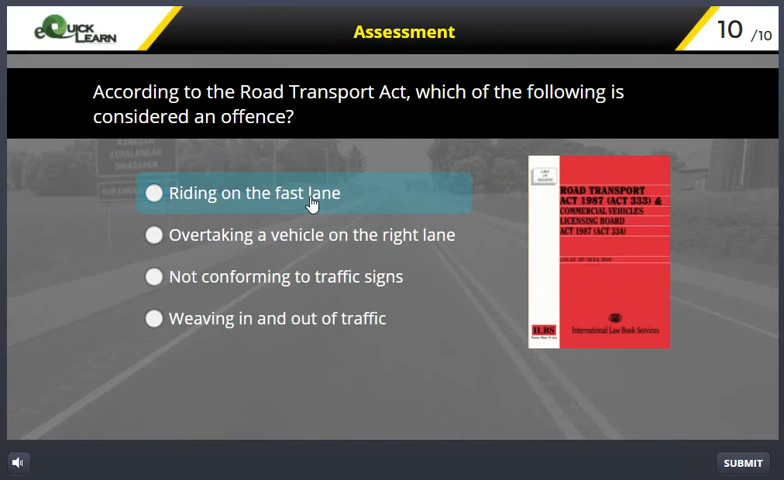 eQUICK
LEARN
Assessment
10 /10
According to the Road Transport Act, which of the following is
considered an offence?
Riding on the fast lane
Overtaking a vehicle on the right lane
Not conforming to traffic signs
Weaving in and out of traffic
LAWS
OF
MALAYSIA
ROAD TRANSPORT
ACT 1987 (ACT 333) &
COMMERCIAL VEHICLES
LICENSING BOARD
ACT 1987 (ACT 334)
ILBS
International Law Book Services
SUBMIT